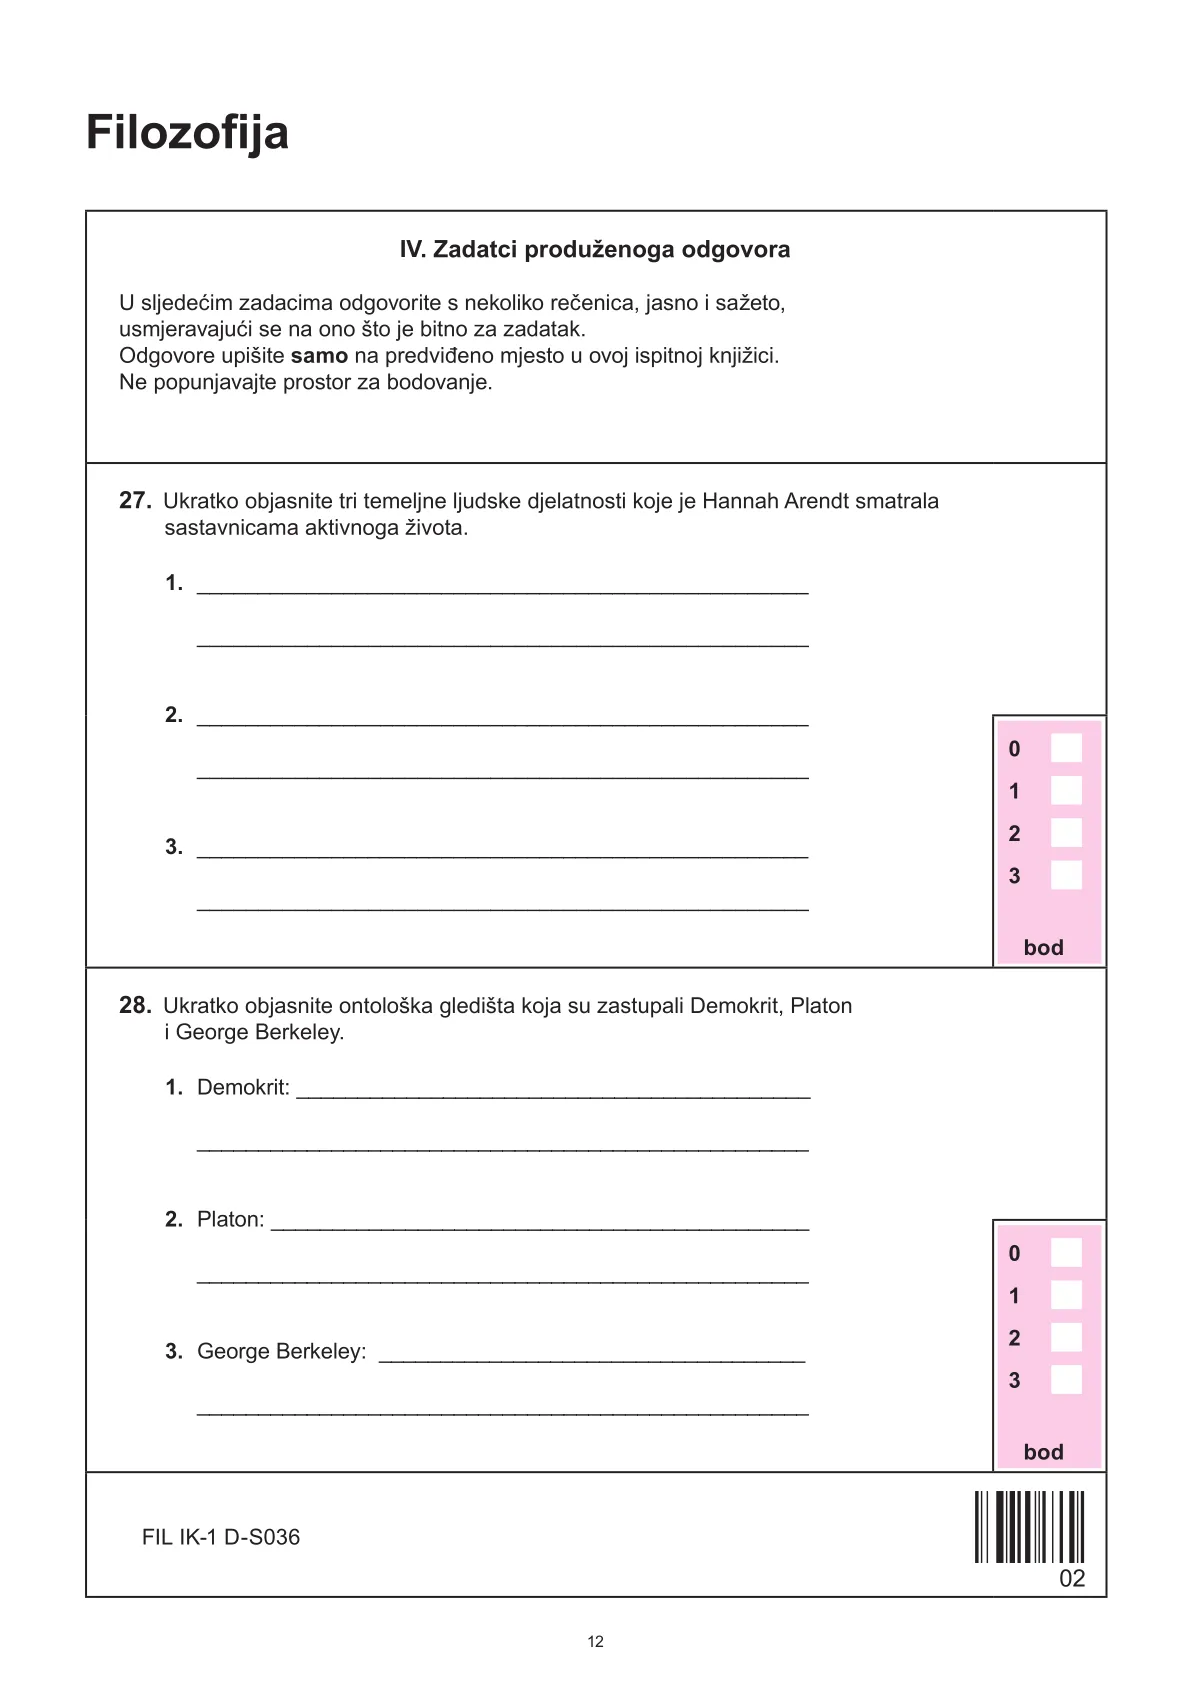 Filozofija
IV. Zadatci produženoga odgovora
U sljedećim zadacima odgovorite s nekoliko rečenica, jasno i sažeto,
usmjeravajući se na ono što je bitno za zadatak.
Odgovore upišite samo na predviđeno mjesto u ovoj ispitnoj knjižici.
Ne popunjavajte prostor za bodovanje.
27. Ukratko objasnite tri temeljne ljudske djelatnosti koje je Hannah Arendt smatrala
sastavnicama aktivnoga života.
1.
2.
3.
0
1
2
3
bod
28. Ukratko objasnite ontološka gledišta koja su zastupali Demokrit, Platon
i George Berkeley.
1. Demokrit:
2. Platon:
3. George Berkeley:
0
1
2
3
bod
FIL IK-1 D-S036
02
12